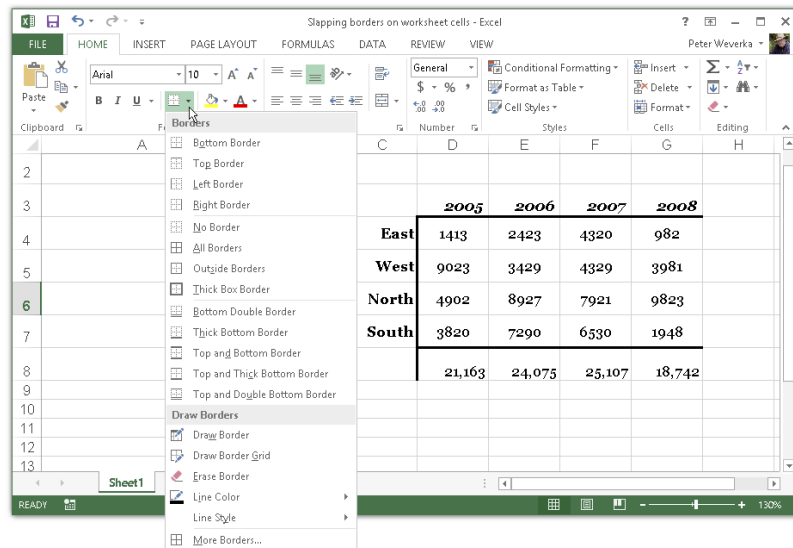 Slapping borders on worksheet cells - Excel
FILE HOME INSERT PAGE LAYOUT FORMULAS DATA REVIEW VIEW Peter Weverka
Paste
Arial 10 A A
B I U A
General
$ % ,
.0 .00
.00 .0
Conditional Formatting
Format as Table
Cell Styles
Insert
Delete
Format
Σ
Clipboard Number Styles Cells Editing
A C D E F G H
2
3 2005 2006 2007 2008
4 East 1413 2423 4320 982
5 West 9023 3429 4329 3981
6 North 4902 8927 7921 9823
7 South 3820 7290 6530 1948
8 21,163 24,075 25,107 18,742
9
10
11
12
13
Borders
Bottom Border
Top Border
Left Border
Right Border
No Border
All Borders
Outside Borders
Thick Box Border
Bottom Double Border
Thick Bottom Border
Top and Bottom Border
Top and Thick Bottom Border
Top and Double Bottom Border
Draw Borders
Draw Border
Draw Border Grid
Erase Border
Line Color
Line Style
More Borders...
Sheet1
READY 130%